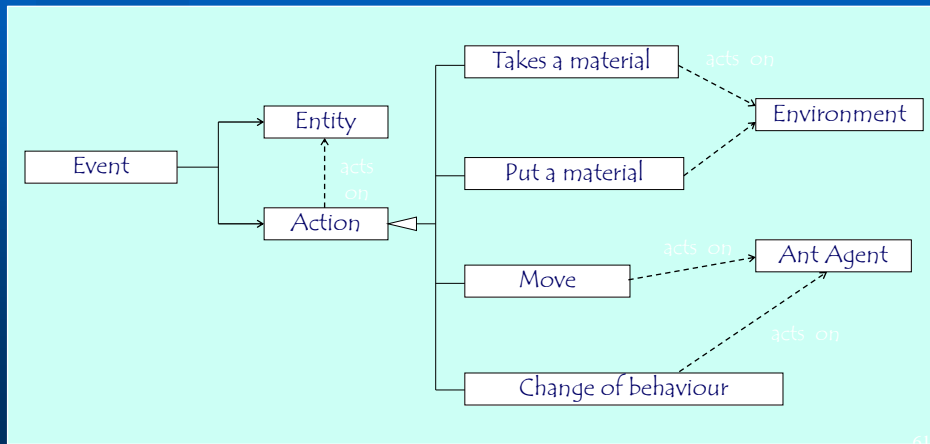 Takes a material
acts on
Environment
Entity
Event
acts
on
Put a material
Action
acts on
Ant Agent
Move
acts on
Change of behaviour